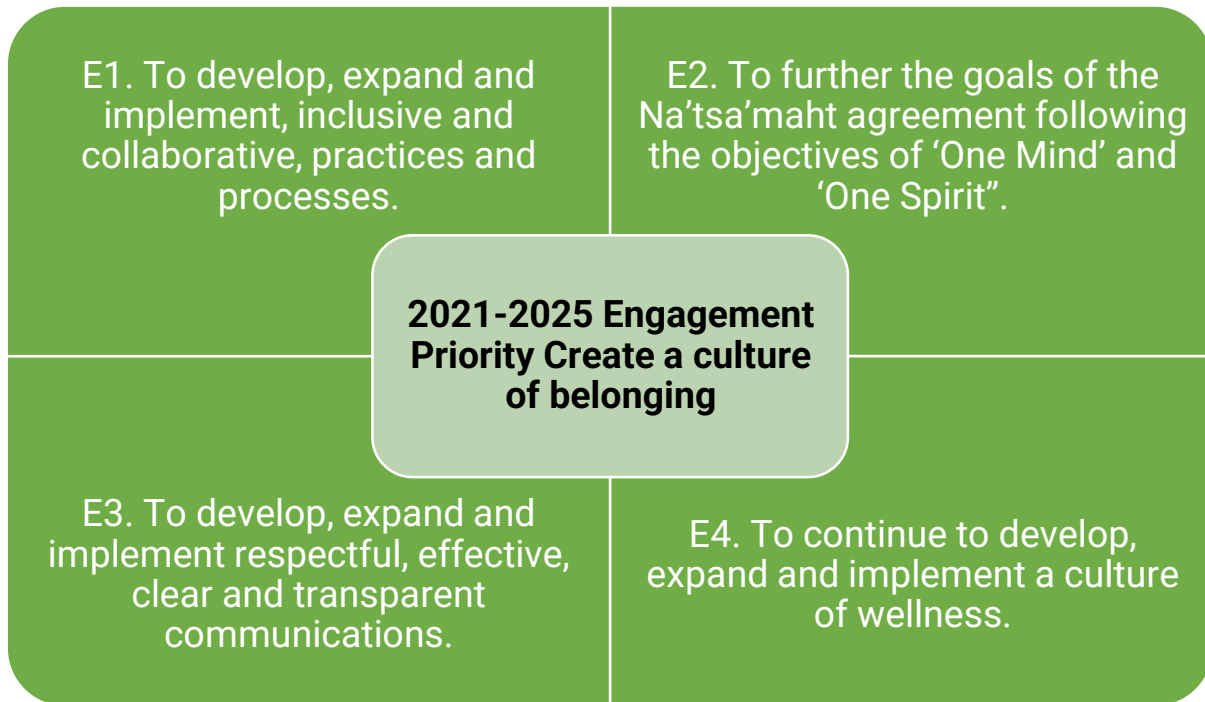 E1. To develop, expand and
implement, inclusive and
collaborative, practices and
processes.
E2. To further the goals of the
Na’tsa’maht agreement following
the objectives of ‘One Mind’ and
‘One Spirit”.
2021-2025 Engagement
Priority Create a culture
of belonging
E3. To develop, expand and
implement respectful, effective,
clear and transparent
communications.
E4. To continue to develop,
expand and implement a culture
of wellness.